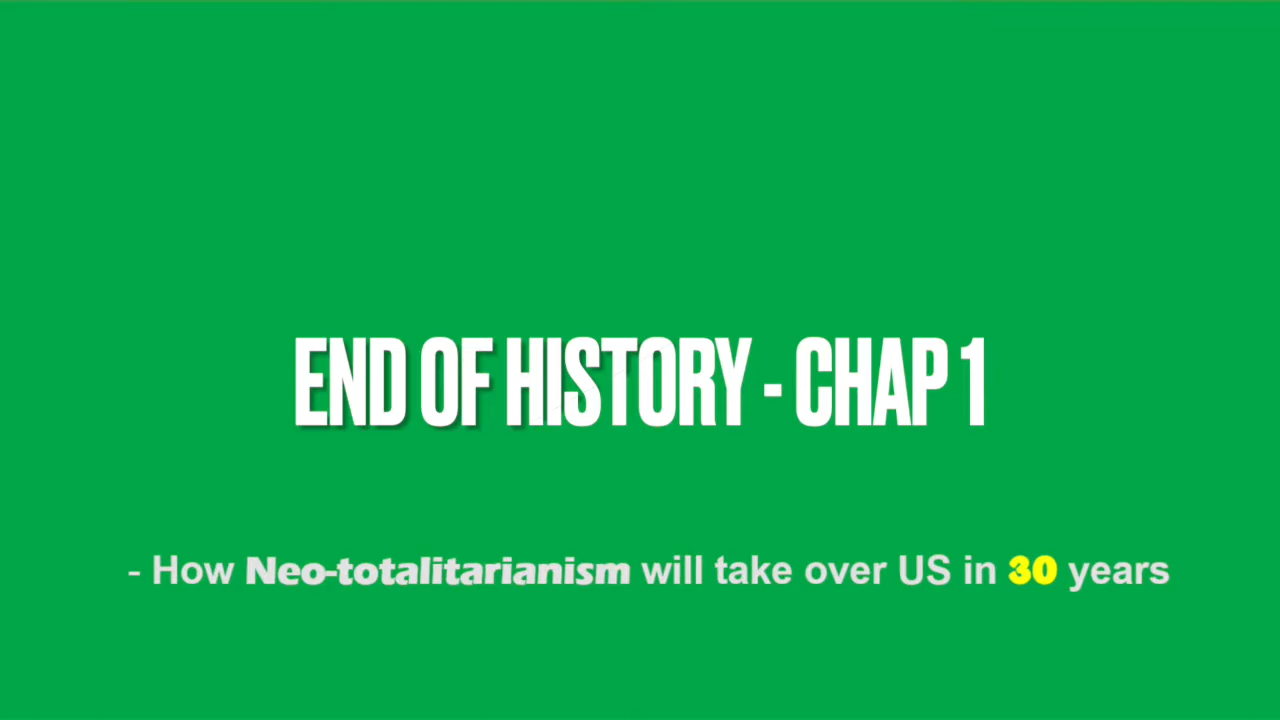 END OF HISTORY - CHAP 1
- How Neo-totalitarianism will take over US in 30 years